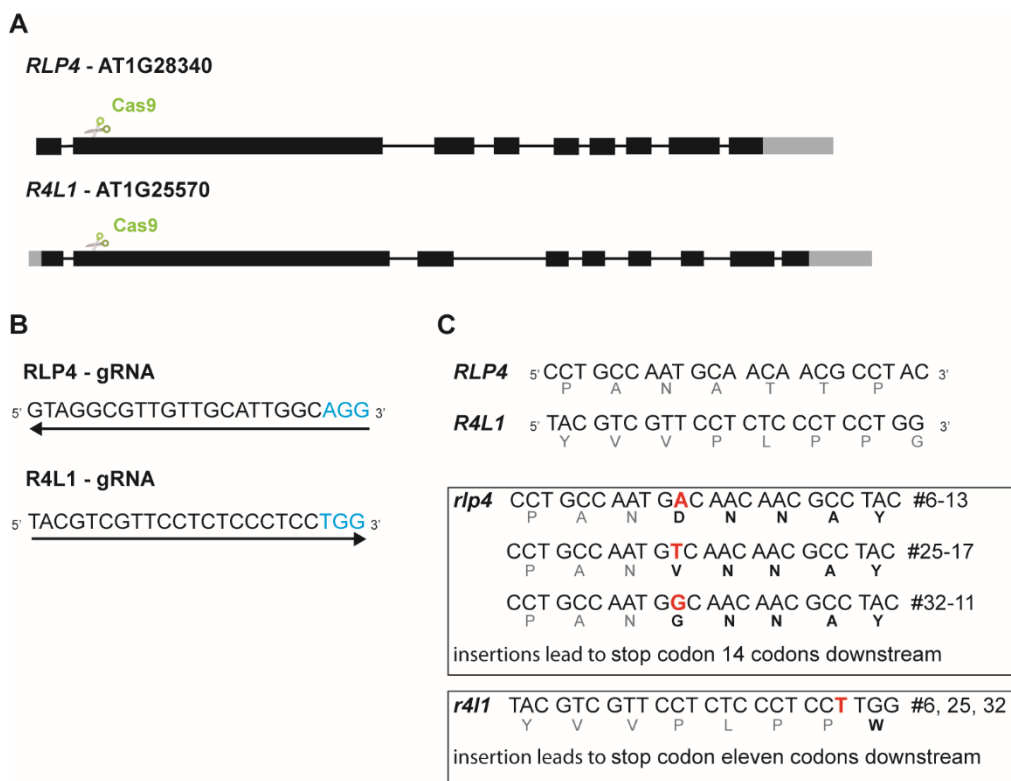 A
RLP4 - AT1G28340
Cas9
R4L1 - AT1G25570
Cas9
B
RLP4 - gRNA
5' GTAGGCGTTGTTGCATTGGCAGG 3'
R4L1 - gRNA
5' TACGTCGTTCCTCTCCCTCCTGG 3'
C
RLP4 5' CCT GCC AAT GCA ACA ACG CCT AC 3'
P A N A T T P
R4L1 5' TAC GTC GTT CCT CTC CCT CCT GG 3'
Y V V P L P P G
rlp4 CCT GCC AAT GAC AAC AAC GCC TAC #6-13
P A N D N N A Y
CCT GCC AAT GTC AAC AAC GCC TAC #25-17
P A N V N N A Y
CCT GCC AAT GGC AAC AAC GCC TAC #32-11
P A N G N N A Y
insertions lead to stop codon 14 codons downstream
r4l1 TAC GTC GTT CCT CTC CCT CCT TGG #6, 25, 32
Y V V P L P P W
insertion leads to stop codon eleven codons downstream